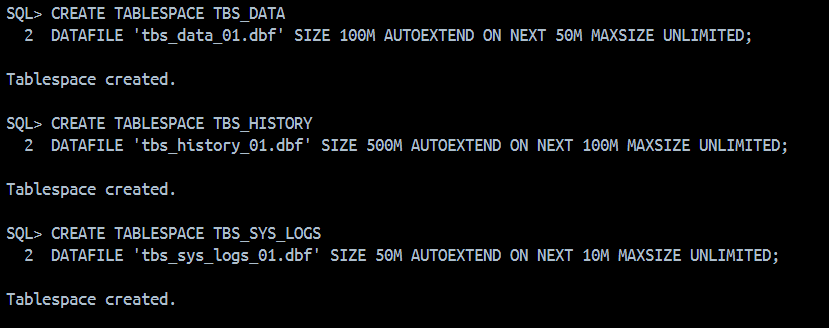 SQL> CREATE TABLESPACE TBS_DATA
  2  DATAFILE 'tbs_data_01.dbf' SIZE 100M AUTOEXTEND ON NEXT 50M MAXSIZE UNLIMITED;
Tablespace created.
SQL> CREATE TABLESPACE TBS_HISTORY
  2  DATAFILE 'tbs_history_01.dbf' SIZE 500M AUTOEXTEND ON NEXT 100M MAXSIZE UNLIMITED;
Tablespace created.
SQL> CREATE TABLESPACE TBS_SYS_LOGS
  2  DATAFILE 'tbs_sys_logs_01.dbf' SIZE 50M AUTOEXTEND ON NEXT 10M MAXSIZE UNLIMITED;
Tablespace created.